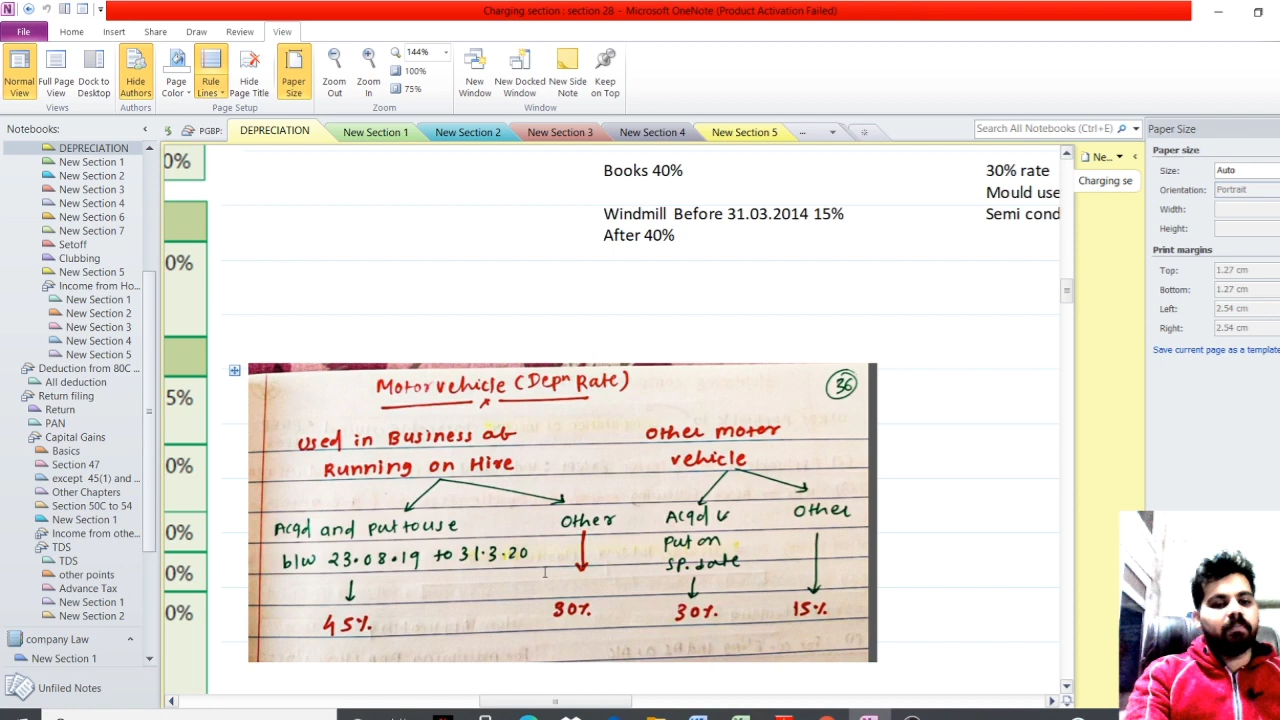 Charging section : section 28 - Microsoft OneNote (Product Activation Failed)
File Home Insert Share Draw Review View
Normal View
Full Page View
Dock to Desktop
Views
Hide Authors
Authors
Page Color
Rule Lines
Hide Page Title
Paper Size
Page Setup
Zoom Out
Zoom In
144%
100%
75%
Zoom
New Window
New Docked Window
New Side Note
Keep on Top
Window
Notebooks:
PGBP:
DEPRECIATION
New Section 1
New Section 2
New Section 3
New Section 4
New Section 5
...
Search All Notebooks (Ctrl+E)
DEPRECIATION
New Section 1
New Section 2
New Section 3
New Section 4
New Section 6
New Section 7
Setoff
Clubbing
New Section 5
Income from Ho...
New Section 1
New Section 2
New Section 3
New Section 4
New Section 5
Deduction from 80C ...
All deduction
Return filing
Return
PAN
Capital Gains
Basics
Section 47
except 45(1) and ...
Other Chapters
Section 50C to 54
New Section 1
Income from othe...
TDS
TDS
other points
Advance Tax
New Section 1
New Section 2
company Law
New Section 1
Unfiled Notes
0%
0%
5%
0%
0%
0%
0%
Books 40%
Windmill Before 31.03.2014 15%
After 40%
30% rate
Mould use
Semi cond
Motor vehicle (Depn Rate)
36
Used in Business of
Running on Hire
Other motor
vehicle
Acqd and put to use
b/w 23.08.19 to 31.3.20
45%.
Other
30%.
Acqd &
put on
sp. date
30%.
Other
15%.
Ne...
Charging se
Paper Size
Paper size
Size: Auto
Orientation: Portrait
Width:
Height:
Print margins
Top: 1.27 cm
Bottom: 1.27 cm
Left: 2.54 cm
Right: 2.54 cm
Save current page as a template